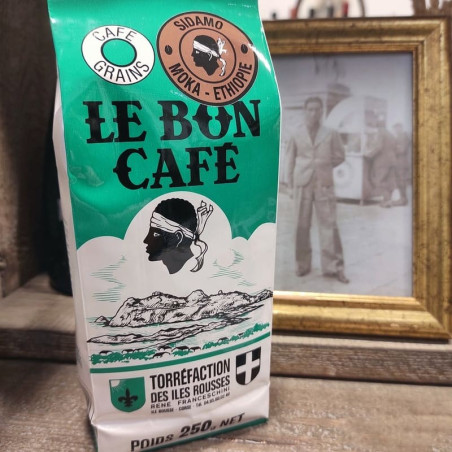 CAFÉ
GRAINS
SIDAMO
MOKA - ETHIOPIE
LE BON
CAFÉ
TORRÉFACTION
DES ILES ROUSSES
RENÉ FRANCESCHINI
POIDS 250g NET